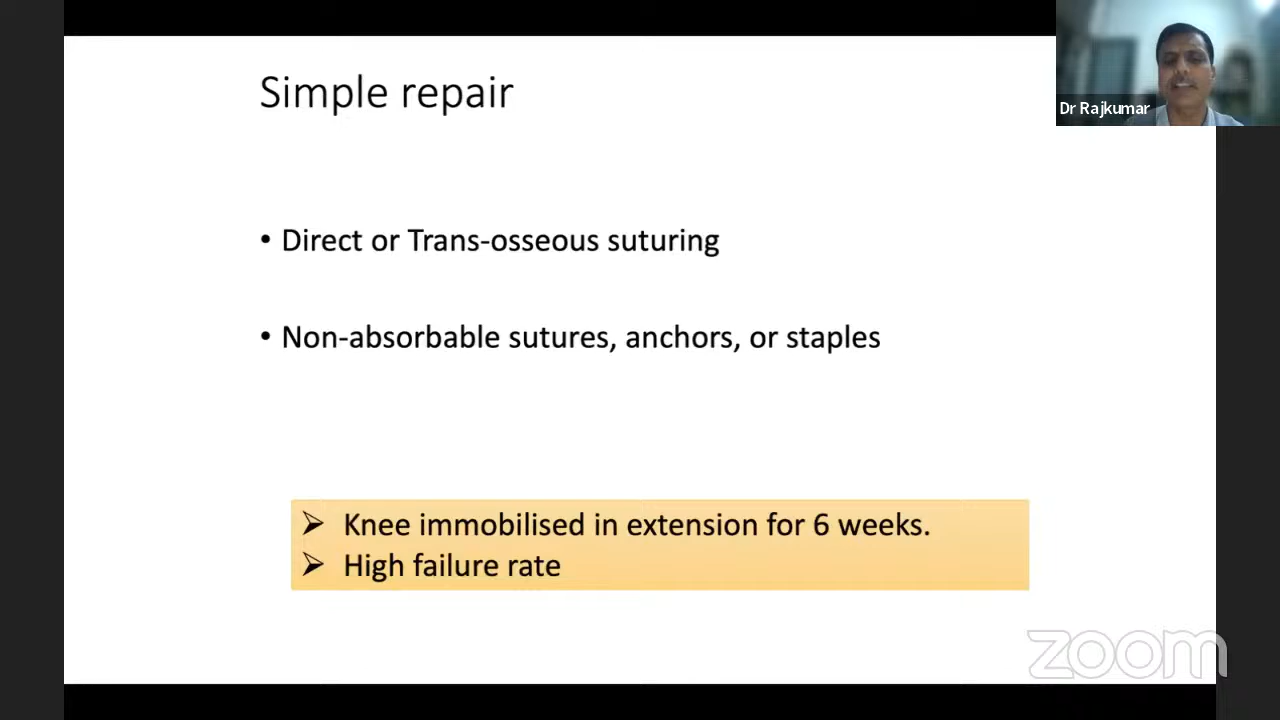 Simple repair
Dr Rajkumar
• Direct or Trans-osseous suturing
• Non-absorbable sutures, anchors, or staples
➢ Knee immobilised in extension for 6 weeks.
➢ High failure rate
zoom